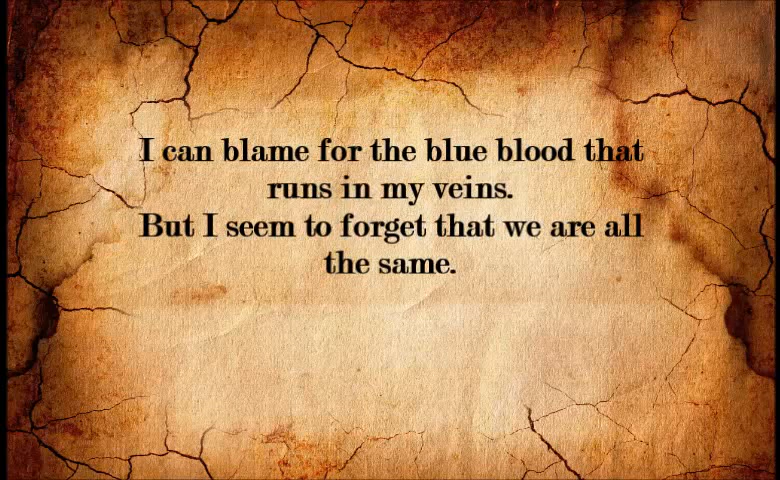 I can blame for the blue blood that
runs in my veins.
But I seem to forget that we are all
the same.